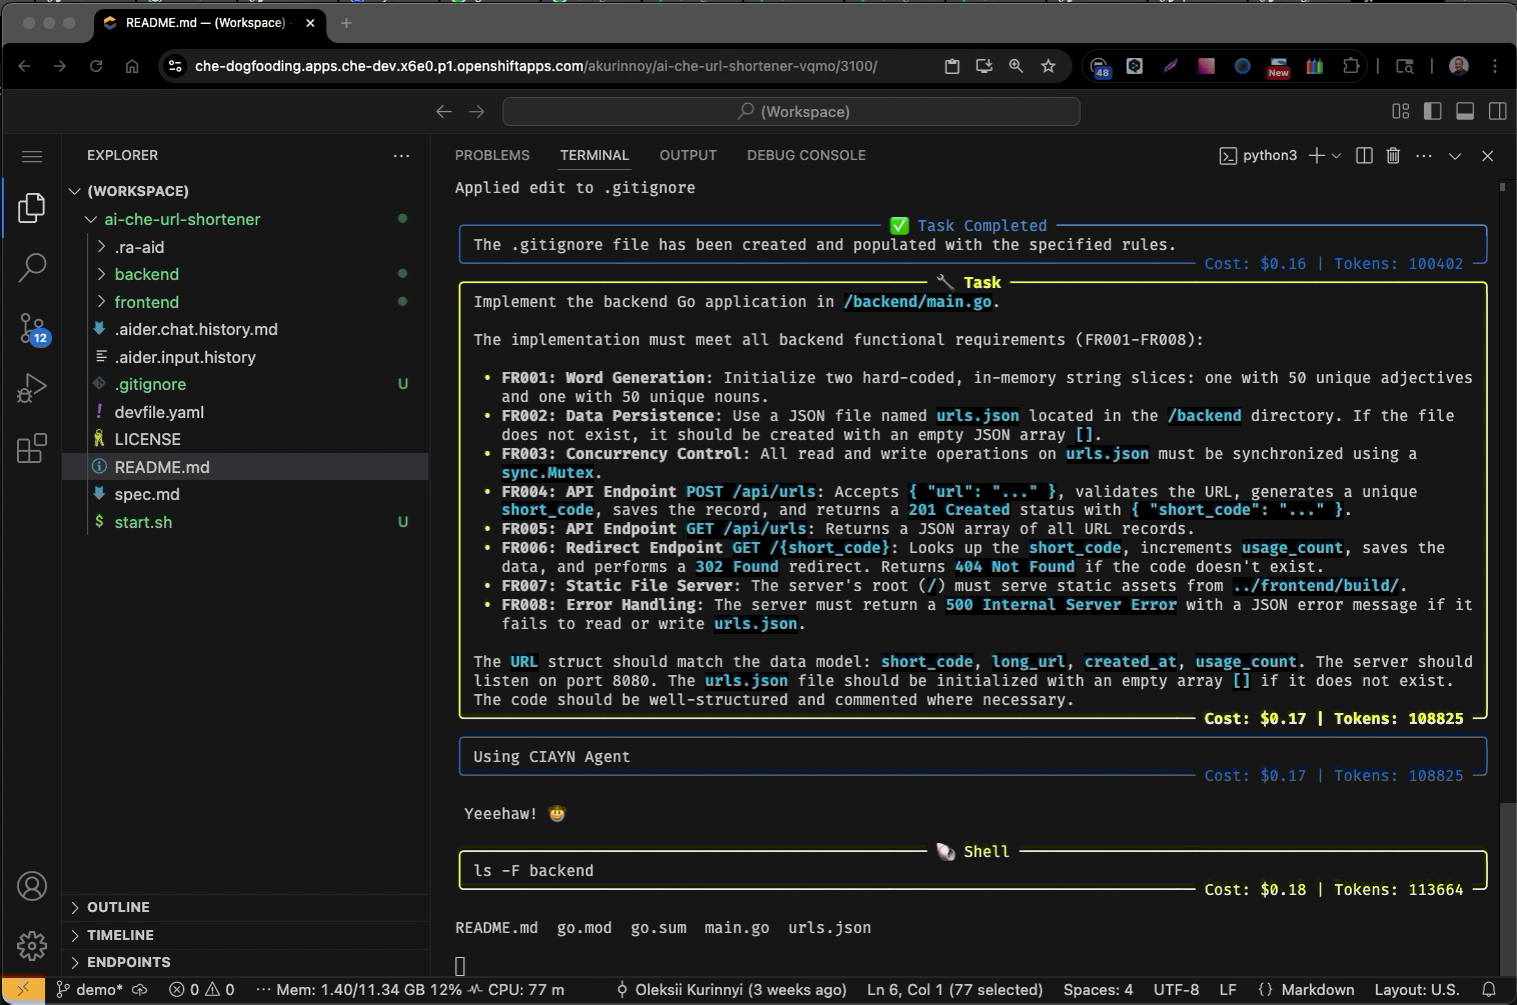 README.md — (Workspace)
che-dogfooding.apps.che-dev.x6e0.p1.openshiftapps.com/akurinnoy/ai-che-url-shortener-vqmo/3100/
48
New
(Workspace)
EXPLORER
(WORKSPACE)
ai-che-url-shortener
.ra-aid
backend
frontend
.aider.chat.history.md
.aider.input.history
.gitignore U
devfile.yaml
LICENSE
README.md
spec.md
start.sh U
12
OUTLINE
TIMELINE
ENDPOINTS
PROBLEMS TERMINAL OUTPUT DEBUG CONSOLE
python3
Applied edit to .gitignore
Task Completed
The .gitignore file has been created and populated with the specified rules.
Cost: $0.16 | Tokens: 100402
Task
Implement the backend Go application in /backend/main.go.
The implementation must meet all backend functional requirements (FR001-FR008):
• FR001: Word Generation: Initialize two hard-coded, in-memory string slices: one with 50 unique adjectives
and one with 50 unique nouns.
• FR002: Data Persistence: Use a JSON file named urls.json located in the /backend directory. If the file
does not exist, it should be created with an empty JSON array [].
• FR003: Concurrency Control: All read and write operations on urls.json must be synchronized using a
sync.Mutex.
• FR004: API Endpoint POST /api/urls: Accepts { "url": "..." }, validates the URL, generates a unique
short_code, saves the record, and returns a 201 Created status with { "short_code": "..." }.
• FR005: API Endpoint GET /api/urls: Returns a JSON array of all URL records.
• FR006: Redirect Endpoint GET /{short_code}: Looks up the short_code, increments usage_count, saves the
data, and performs a 302 Found redirect. Returns 404 Not Found if the code doesn't exist.
• FR007: Static File Server: The server's root (/) must serve static assets from ../frontend/build/.
• FR008: Error Handling: The server must return a 500 Internal Server Error with a JSON error message if it
fails to read or write urls.json.
The URL struct should match the data model: short_code, long_url, created_at, usage_count. The server should
listen on port 8080. The urls.json file should be initialized with an empty array [] if it does not exist.
The code should be well-structured and commented where necessary.
Cost: $0.17 | Tokens: 108825
Using CIAYN Agent
Cost: $0.17 | Tokens: 108825
Yeeehaw! 🤠
Shell
ls -F backend
Cost: $0.18 | Tokens: 113664
README.md go.mod go.sum main.go urls.json
demo* 0 0 ··· Mem: 1.40/11.34 GB 12% CPU: 77 m Oleksii Kurinnyi (3 weeks ago) Ln 6, Col 1 (77 selected) Spaces: 4 UTF-8 LF {} Markdown Layout: U.S.